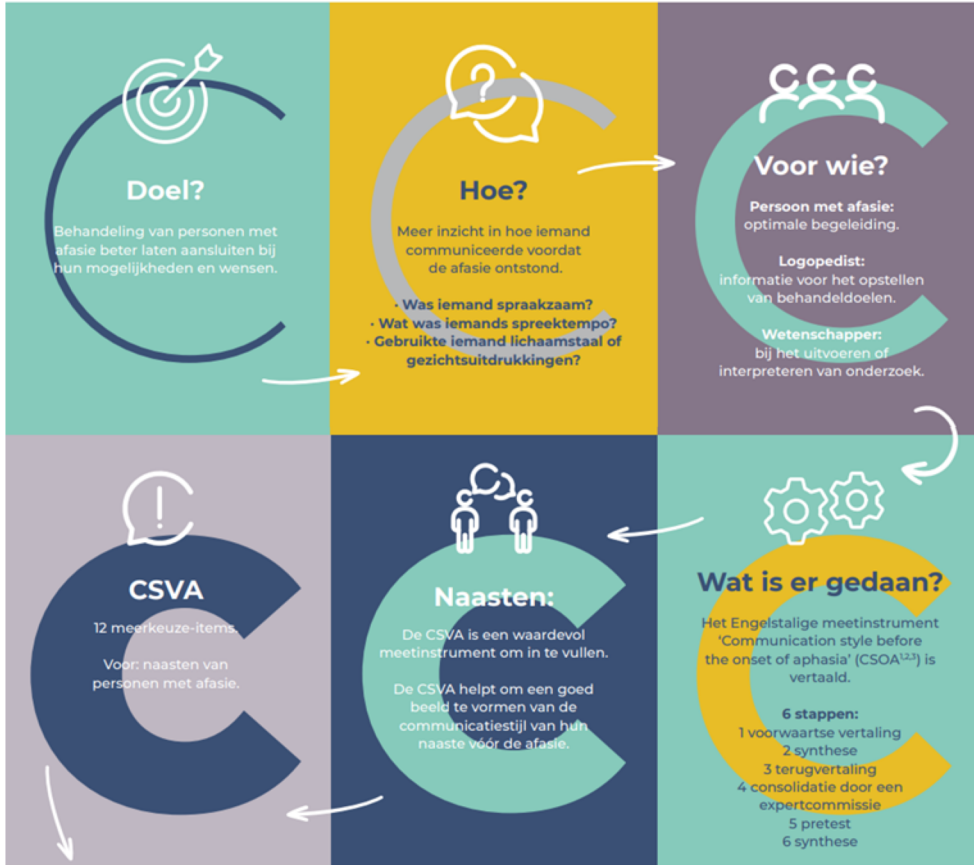 Doel?
Behandeling van personen met
afasie beter laten aansluiten bij
hun mogelijkheden en wensen.
Hoe?
Meer inzicht in hoe iemand
communiceerde voordat
de afasie ontstond.
· Was iemand spraakzaam?
· Wat was iemands spreektempo?
· Gebruikte iemand lichaamstaal of
gezichtsuitdrukkingen?
Voor wie?
Persoon met afasie:
optimale begeleiding.
Logopedist:
informatie voor het opstellen
van behandeldoelen.
Wetenschapper:
bij het uitvoeren of
interpreteren van onderzoek.
Wat is er gedaan?
Het Engelstalige meetinstrument
‘Communication style before
the onset of aphasia’ (CSOA¹,²,³) is
vertaald.
6 stappen:
1 voorwaartse vertaling
2 synthese
3 terugvertaling
4 consolidatie door een
expertcommissie
5 pretest
6 synthese
Naasten:
De CSVA is een waardevol
meetinstrument om in te vullen.
De CSVA helpt om een goed
beeld te vormen van de
communicatiestijl van hun
naaste vóór de afasie.
CSVA
12 meerkeuze-items.
Voor: naasten van
personen met afasie.